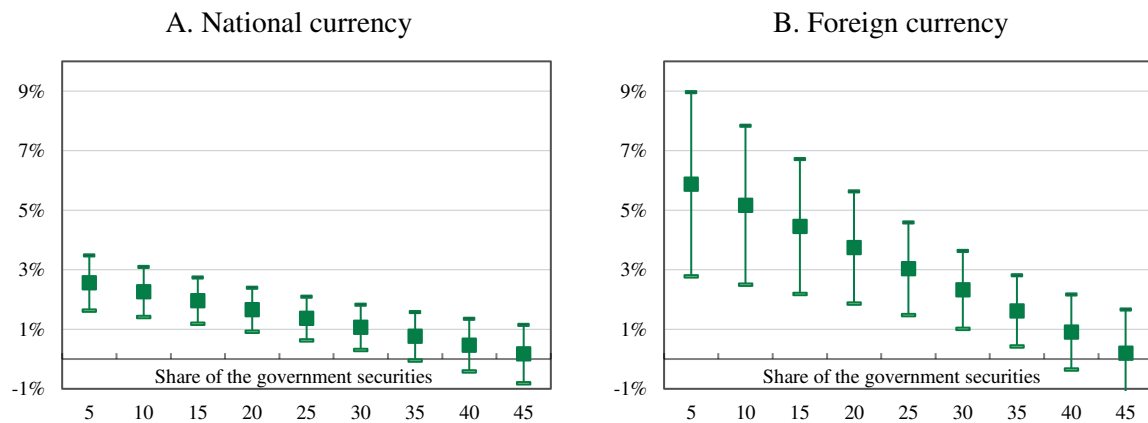 A. National currency
9%
7%
5%
3%
1%
-1%
Share of the government securities
5 10 15 20 25 30 35 40 45
B. Foreign currency
9%
7%
5%
3%
1%
-1%
Share of the government securities
5 10 15 20 25 30 35 40 45